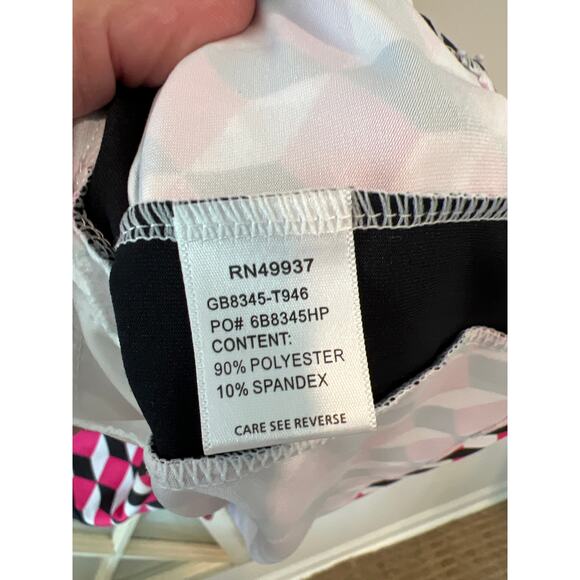 RN49937
GB8345-T946
PO# 6B8345HP
CONTENT:
90% POLYESTER
10% SPANDEX
CARE SEE REVERSE